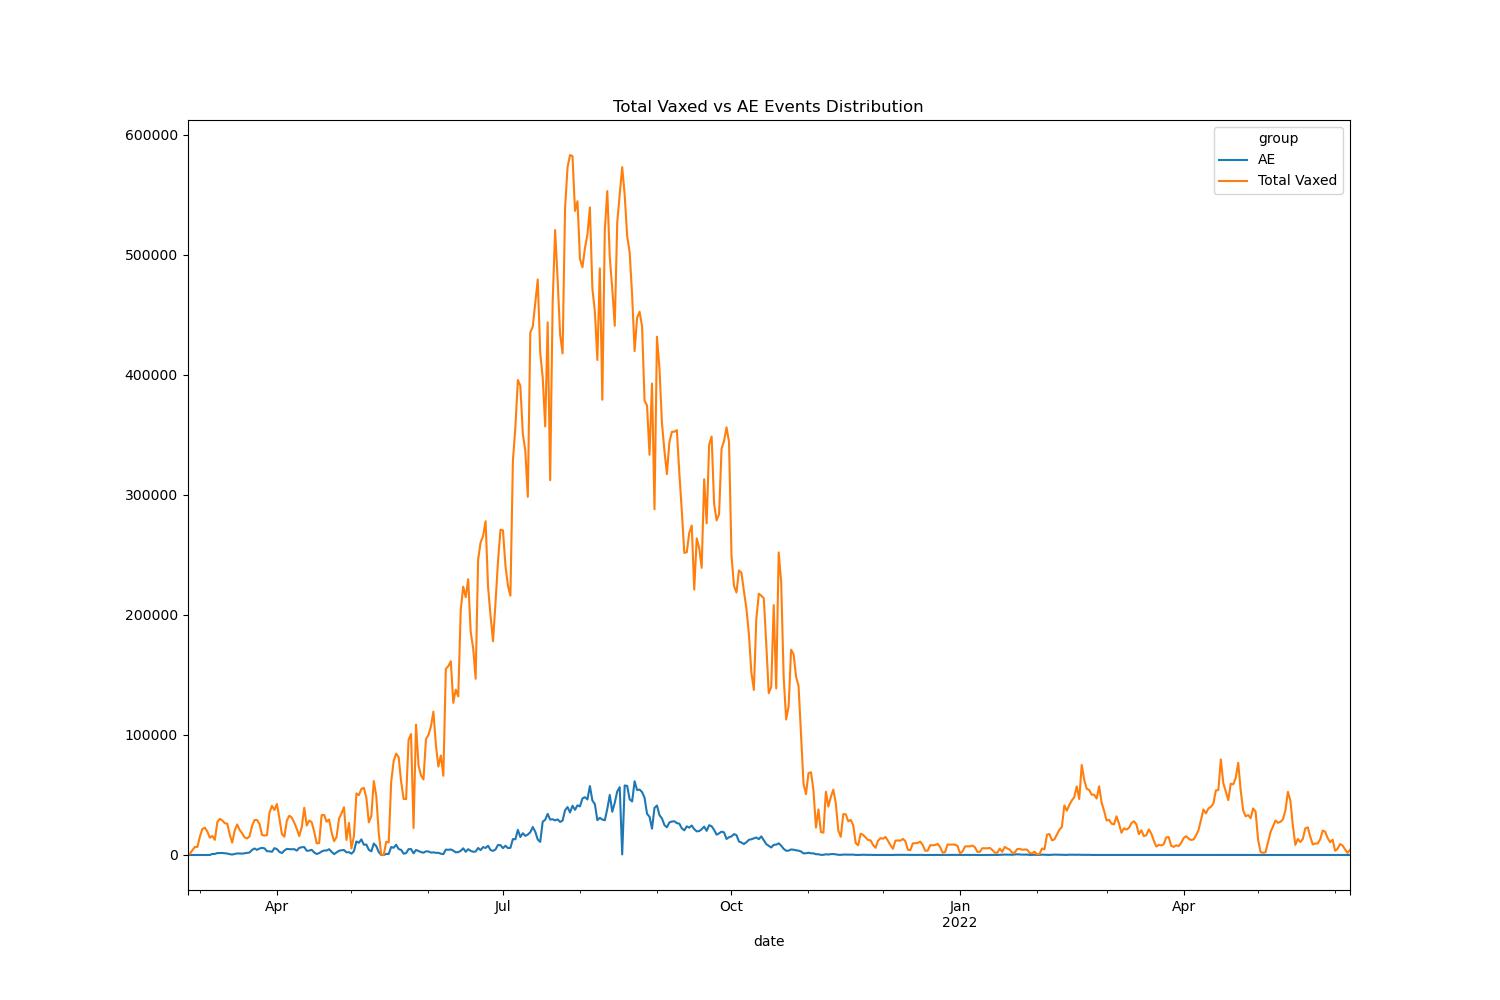 Total Vaxed vs AE Events Distribution
600000
500000
400000
300000
200000
100000
0
group
AE
Total Vaxed
Apr
Jul
Oct
Jan
2022
Apr
date